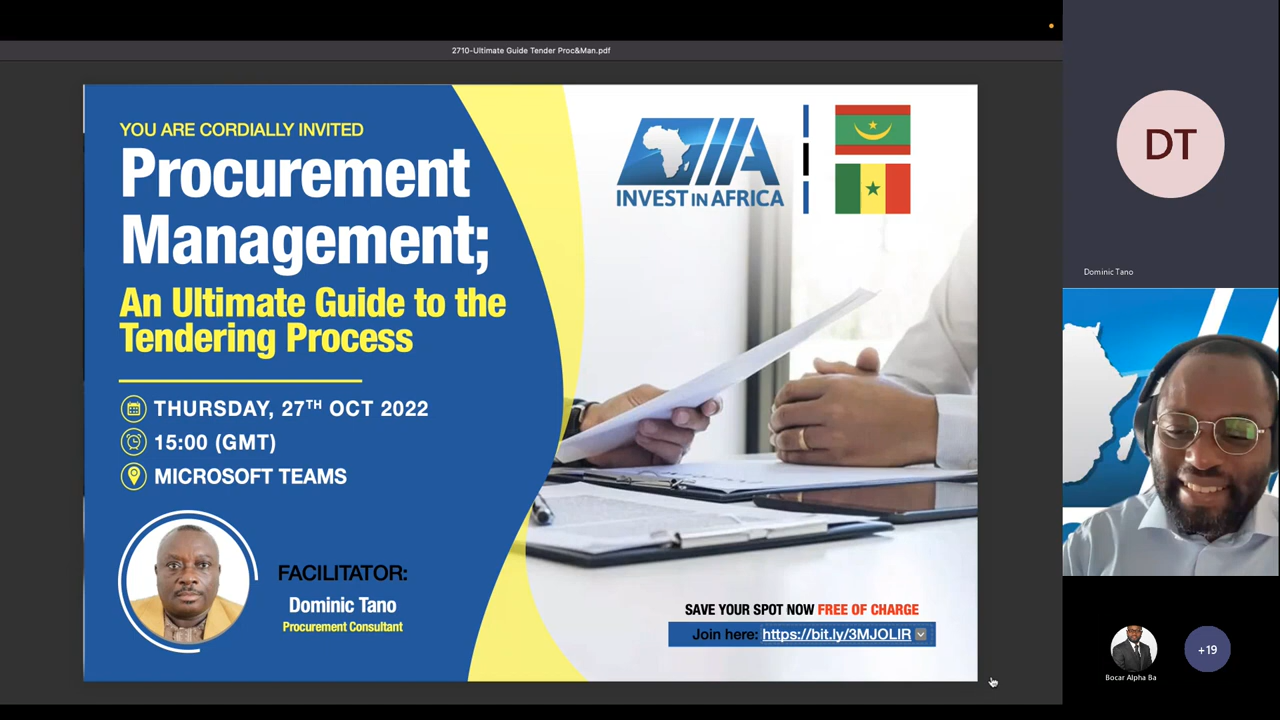 2710-Ultimate Guide Tender Proc&Man.pdf
YOU ARE CORDIALLY INVITED
Procurement
Management;
An Ultimate Guide to the
Tendering Process
THURSDAY, 27TH OCT 2022
15:00 (GMT)
MICROSOFT TEAMS
FACILITATOR:
Dominic Tano
Procurement Consultant
IIA
INVEST IN AFRICA
SAVE YOUR SPOT NOW FREE OF CHARGE
Join here: https://bit.ly/3MJOLIR
DT
Dominic Tano
Bocar Alpha Ba
+19